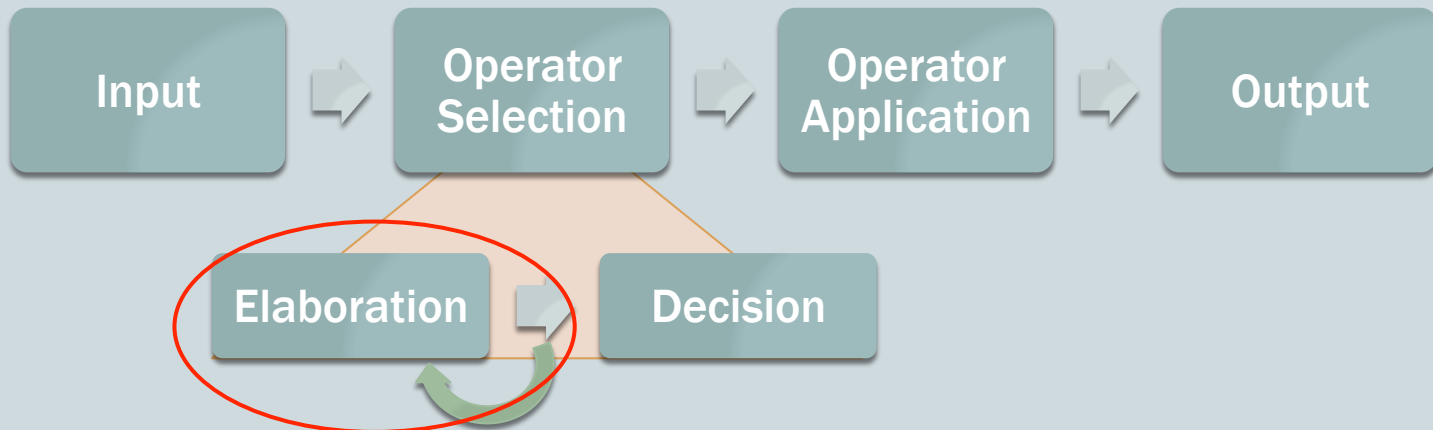 Input
Operator
Selection
Operator
Application
Output
Elaboration
Decision